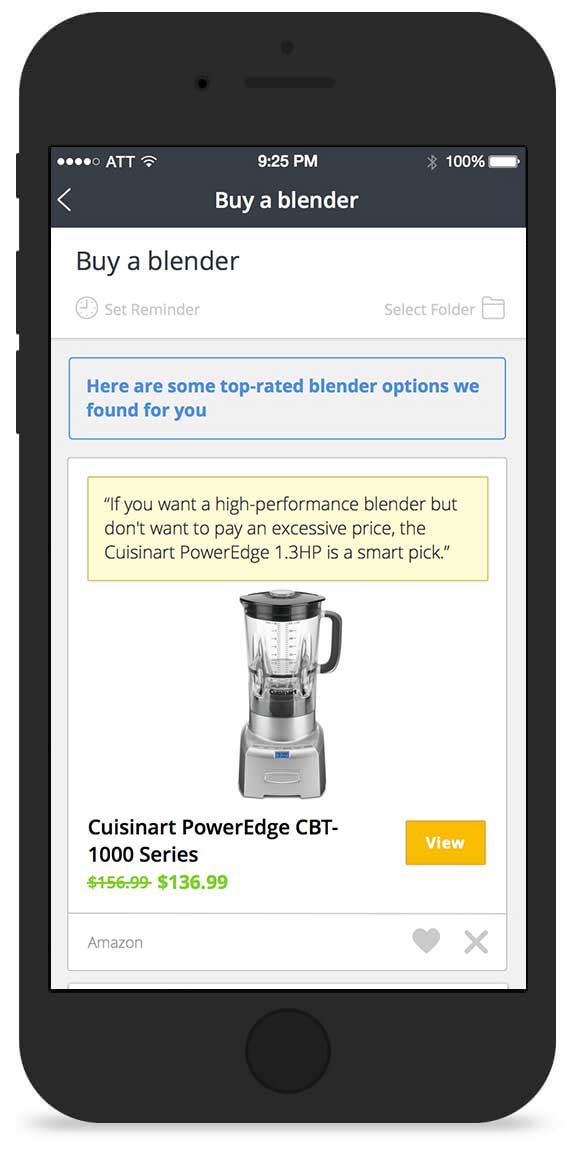 ATT 9:25 PM 100%
Buy a blender
Buy a blender
Set Reminder Select Folder
Here are some top-rated blender options we
found for you
“If you want a high-performance blender but
don't want to pay an excessive price, the
Cuisinart PowerEdge 1.3HP is a smart pick.”
Cuisinart
Cuisinart PowerEdge CBT-
1000 Series
View
$156.99 $136.99
Amazon